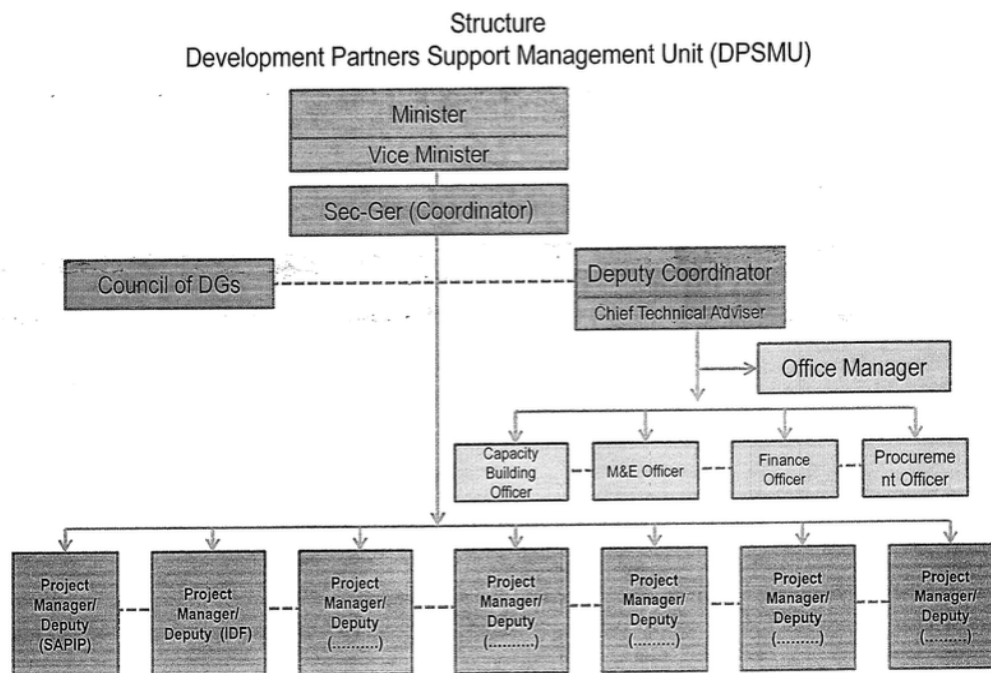 Structure
Development Partners Support Management Unit (DPSMU)
Minister
Vice Minister
Sec-Ger (Coordinator)
Council of DGs
Deputy Coordinator
Chief Technical Adviser
Office Manager
Capacity
Building
Officer
M&E Officer
Finance
Officer
Procureme
nt Officer
Project
Manager/
Deputy
(SAPIP)
Project
Manager/
Deputy (IDF)
Project
Manager/
Deputy
(..........)
Project
Manager/
Deputy
(.........)
Project
Manager/
Deputy
(.........)
Project
Manager/
Deputy
(.........)
Project
Manager/
Deputy
(..........)